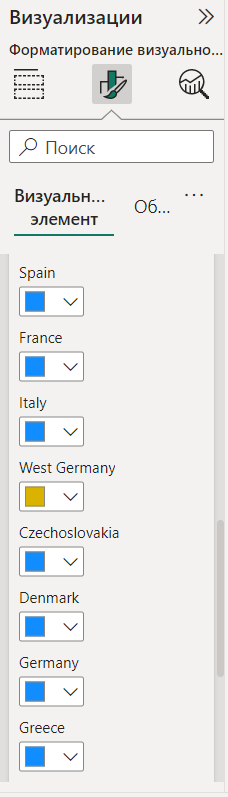 Визуализации
Форматирование визуально...
Поиск
Визуальн...
элемент
Об...
Spain
France
Italy
West Germany
Czechoslovakia
Denmark
Germany
Greece